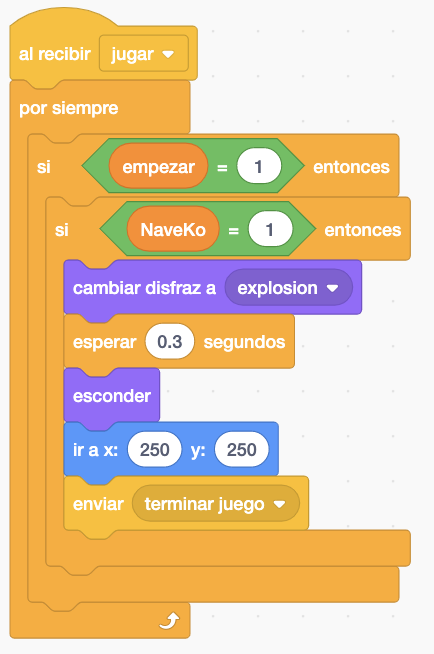 al recibir jugar
por siempre
si empezar = 1 entonces
si NaveKo = 1 entonces
cambiar disfraz a explosion
esperar 0.3 segundos
esconder
ir a x: 250 y: 250
enviar terminar juego